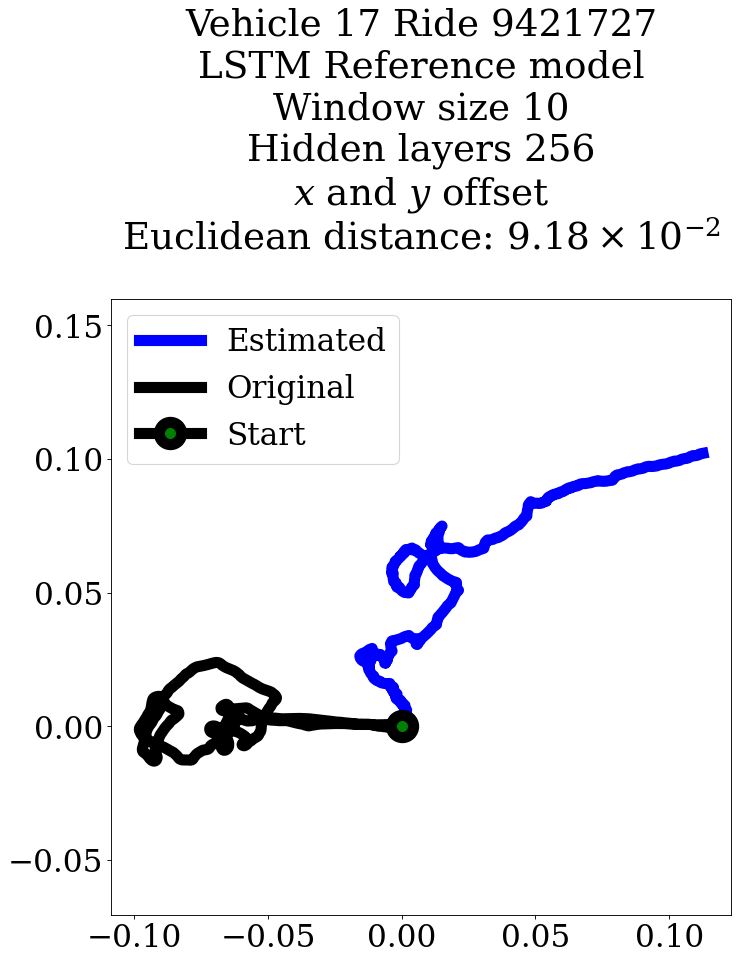 Vehicle 17 Ride 9421727
LSTM Reference model
Window size 10
Hidden layers 256
x and y offset
Euclidean distance: 9.18 × 10⁻²
0.15
0.10
0.05
0.00
−0.05
Estimated
Original
Start
−0.10 −0.05 0.00 0.05 0.10